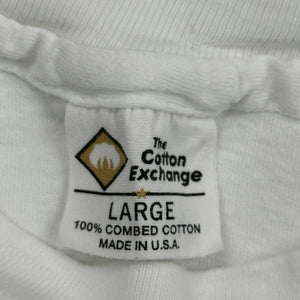 The
Cotton
Exchange
LARGE
100% COMBED COTTON
MADE IN U.S.A.